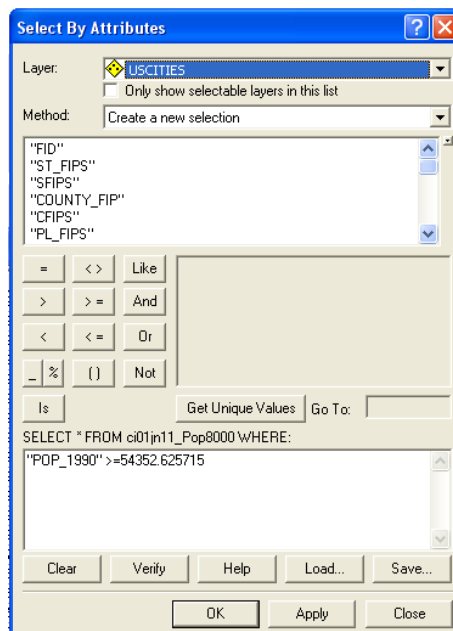 Select By Attributes
Layer: USCITIES
Only show selectable layers in this list
Method: Create a new selection
"FID"
"ST_FIPS"
"SFIPS"
"COUNTY_FIP"
"CFIPS"
"PL_FIPS"
= < > Like
> > = And
< < = Or
_ % ( ) Not
Is Get Unique Values Go To:
SELECT * FROM ci01jn11_Pop8000 WHERE:
"POP_1990" >=54352.625715
Clear Verify Help Load... Save...
OK Apply Close